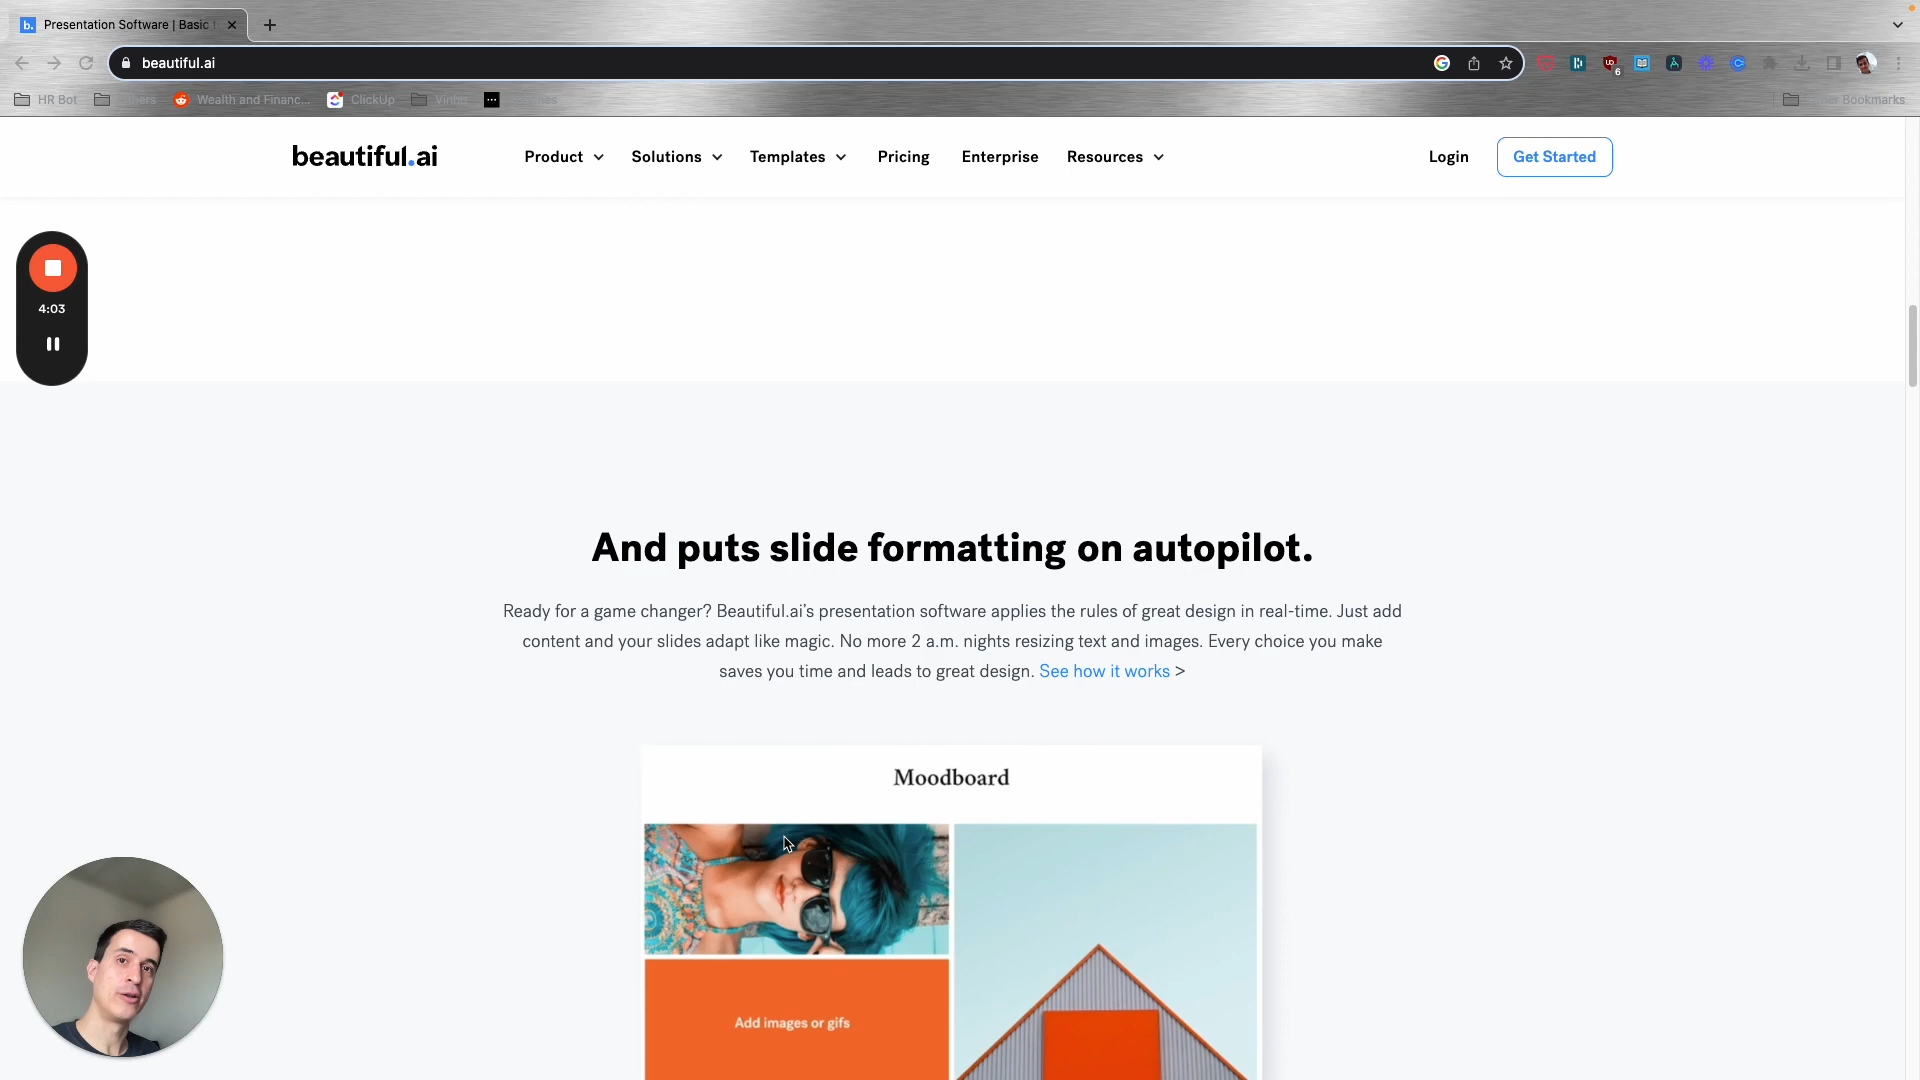 Presentation Software | Basic
beautiful.ai
6
HR Bot
Wealth and Financ...
ClickUp
Bookmarks
beautiful.ai
Product
Solutions
Templates
Pricing
Enterprise
Resources
Login
Get Started
4:03
And puts slide formatting on autopilot.
Ready for a game changer? Beautiful.ai's presentation software applies the rules of great design in real-time. Just add
content and your slides adapt like magic. No more 2 a.m. nights resizing text and images. Every choice you make
saves you time and leads to great design. See how it works >
Moodboard
Add images or gifs